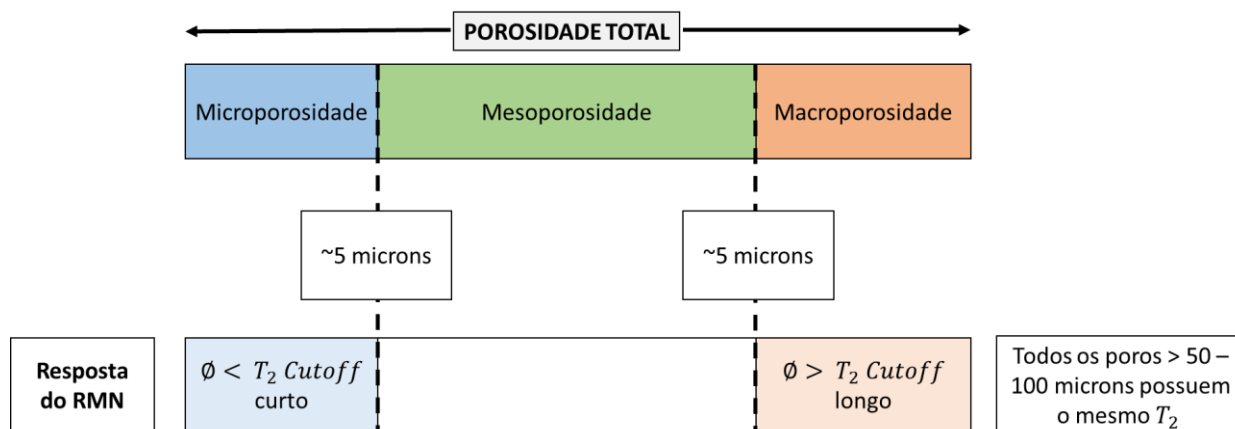 POROSIDADE TOTAL
Microporosidade
Mesoporosidade
Macroporosidade
~5 microns
~5 microns
Resposta
do RMN
∅ < T₂ Cutoff
curto
∅ > T₂ Cutoff
longo
Todos os poros > 50 –
100 microns possuem
o mesmo T₂